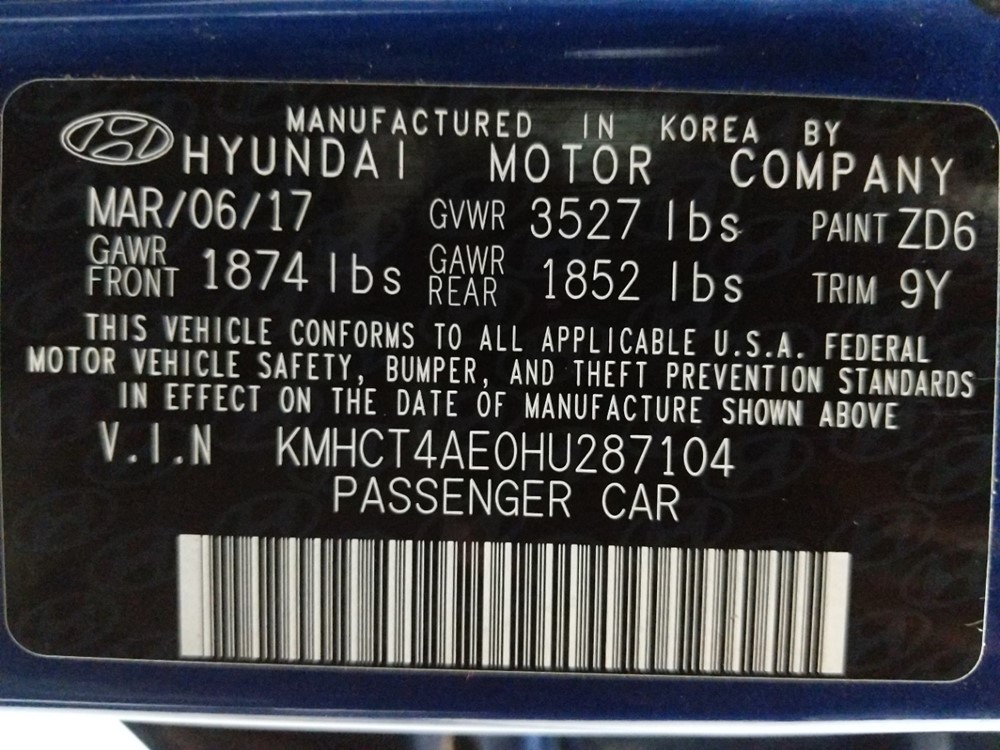 MANUFACTURED IN KOREA BY
HYUNDAI MOTOR COMPANY
MAR/06/17 GVWR 3527 lbs PAINT ZD6
GAWR FRONT 1874 lbs GAWR REAR 1852 lbs TRIM 9Y
THIS VEHICLE CONFORMS TO ALL APPLICABLE U.S.A. FEDERAL
MOTOR VEHICLE SAFETY, BUMPER, AND THEFT PREVENTION STANDARDS
IN EFFECT ON THE DATE OF MANUFACTURE SHOWN ABOVE
V.I.N KMHCT4AE0HU287104
PASSENGER CAR